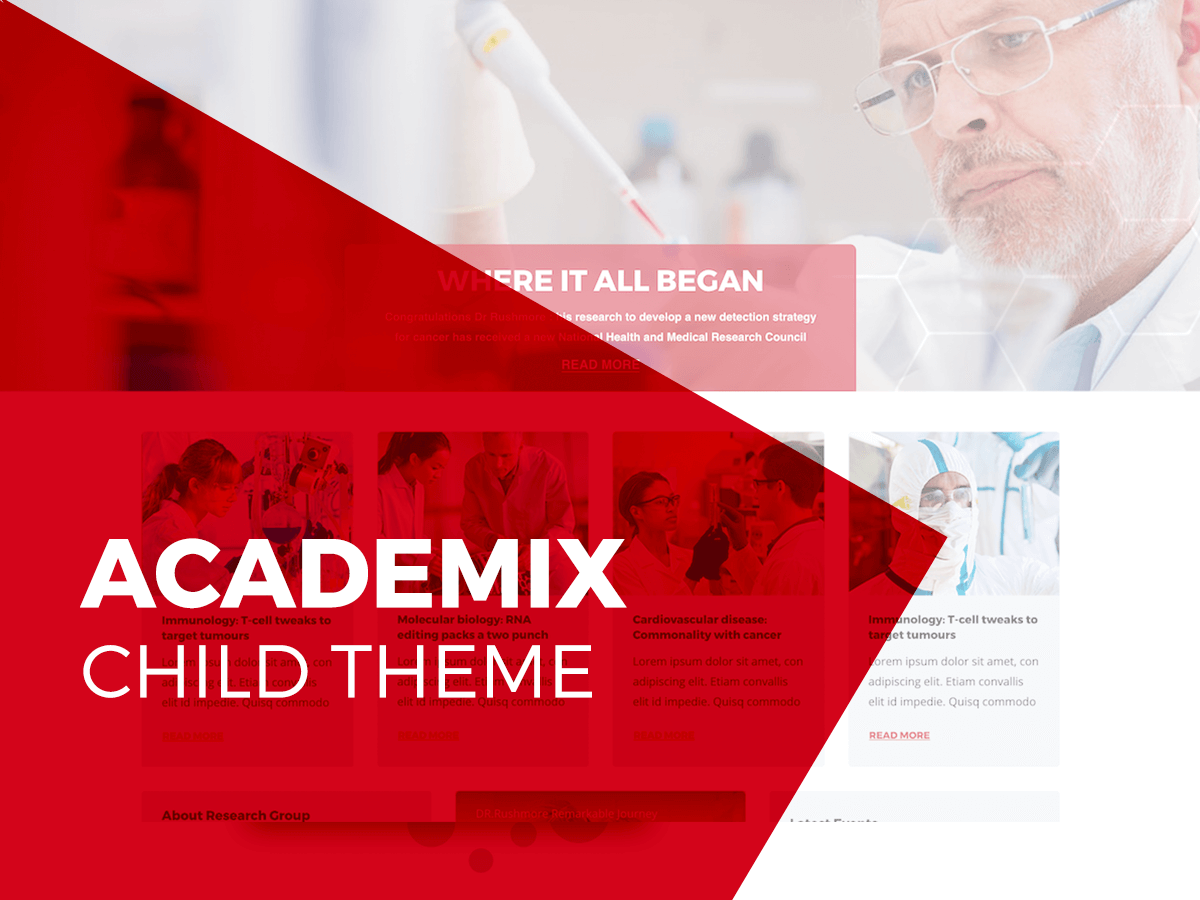 WHERE IT ALL BEGAN
Congratulations Dr Rushmore his research to develop a new detection strategy
for cancer has received a new National Health and Medical Research Council
READ MORE
ACADEMIX
CHILD THEME
Immunology: T-cell tweaks to
target tumours
Lorem ipsum dolor sit amet, con
adipiscing elit. Etiam convallis
elit id impedie. Quisq commodo
READ MORE
Molecular biology: RNA
editing packs a two punch
Lorem ipsum dolor sit amet, con
adipiscing elit. Etiam convallis
elit id impedie. Quisq commodo
READ MORE
Cardiovascular disease:
Commonality with cancer
Lorem ipsum dolor sit amet, con
adipiscing elit. Etiam convallis
elit id impedie. Quisq commodo
READ MORE
Immunology: T-cell tweaks to
target tumours
Lorem ipsum dolor sit amet, con
adipiscing elit. Etiam convallis
elit id impedie. Quisq commodo
READ MORE
About Research Group
DR Rushmore Remarkable journey
Latest Events